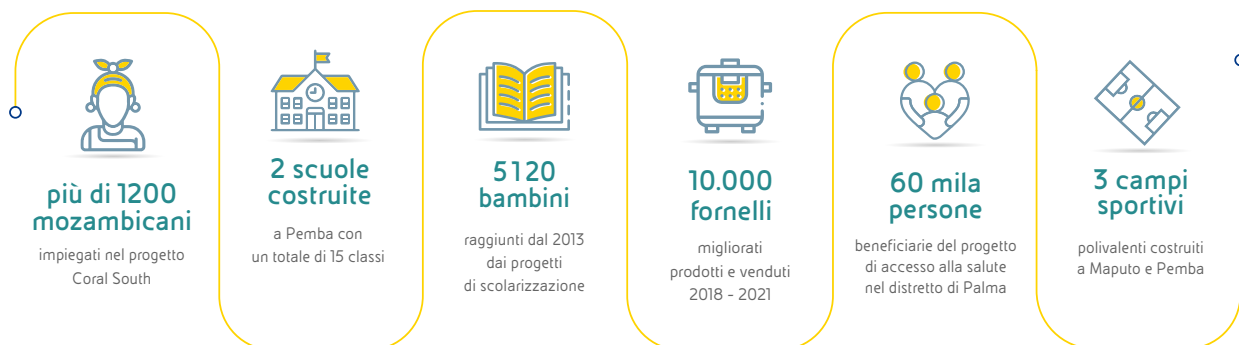 più di 1200
mozambicani
impiegati nel progetto
Coral South
2 scuole
costruite
a Pemba con
un totale di 15 classi
5120
bambini
raggiunti dal 2013
dai progetti
di scolarizzazione
10.000
fornelli
migliorati
prodotti e venduti
2018 - 2021
60 mila
persone
beneficiarie del progetto
di accesso alla salute
nel distretto di Palma
3 campi
sportivi
polivalenti costruiti
a Maputo e Pemba